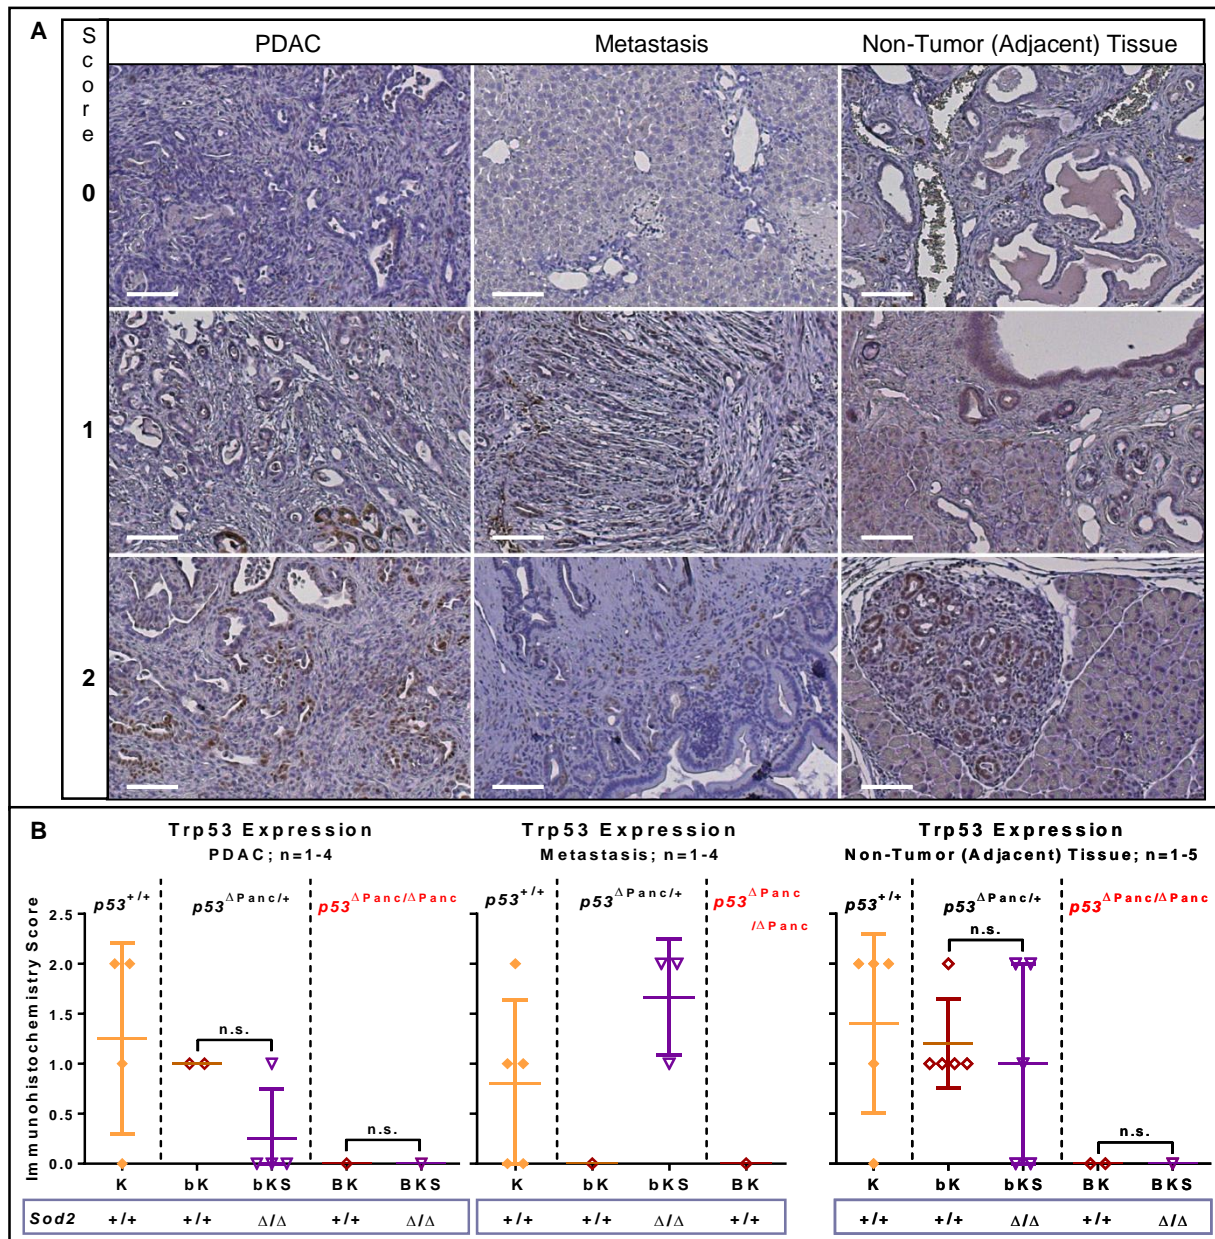 A
Score
PDAC
Metastasis
Non-Tumor (Adjacent) Tissue
0
1
2
B
Trp53 Expression
PDAC; n=1-4
p53+/+
p53ΔPanc/+
p53ΔPanc/ΔPanc
Immunohistochemistry Score
2.5
2.0
1.5
1.0
0.5
0.0
n.s.
n.s.
K
bK
bKS
BK
BKS
Trp53 Expression
Metastasis; n=1-4
p53+/+
p53ΔPanc/+
p53ΔPanc
/ΔPanc
K
bK
bKS
BK
Trp53 Expression
Non-Tumor (Adjacent) Tissue; n=1-5
p53+/+
p53ΔPanc/+
p53ΔPanc/ΔPanc
n.s.
n.s.
K
bK
bKS
BK
BKS
Sod2 +/+ +/+ Δ/Δ +/+ Δ/Δ
+/+ +/+ Δ/Δ +/+
+/+ +/+ Δ/Δ +/+ Δ/Δ